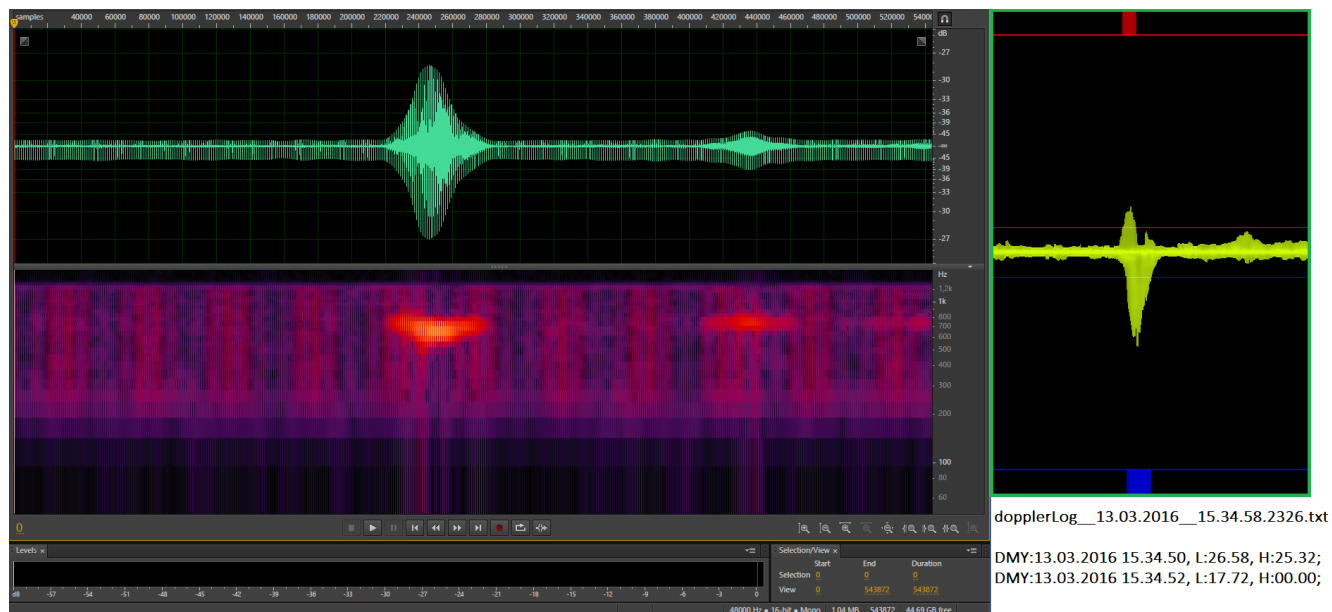 samples 40000 60000 80000 100000 120000 140000 160000 180000 200000 220000 240000 260000 280000 300000 320000 340000 360000 380000 400000 420000 440000 460000 480000 500000 520000 5400
dB
-27
-30
-33
-36
-39
-45
-∞
-45
-39
-36
-33
-30
-27
Hz
1,2k
1k
800
700
600
500
400
300
200
100
80
60
dopplerLog__13.03.2016__15.34.58.2326.txt
DMY:13.03.2016 15.34.50, L:26.58, H:25.32;
DMY:13.03.2016 15.34.52, L:17.72, H:00.00;
0
Levels ×
dB -57 -54 -51 -48 -45 -42 -39 -36 -33 -30 -27 -24 -21 -18 -15 -12 -9 -6 -3 0
Selection/View ×
Start End Duration
Selection 0 0 0
View 0 543872 543872
48000 Hz • 16-bit • Mono 1.04 MB 543872 44.69 GB free